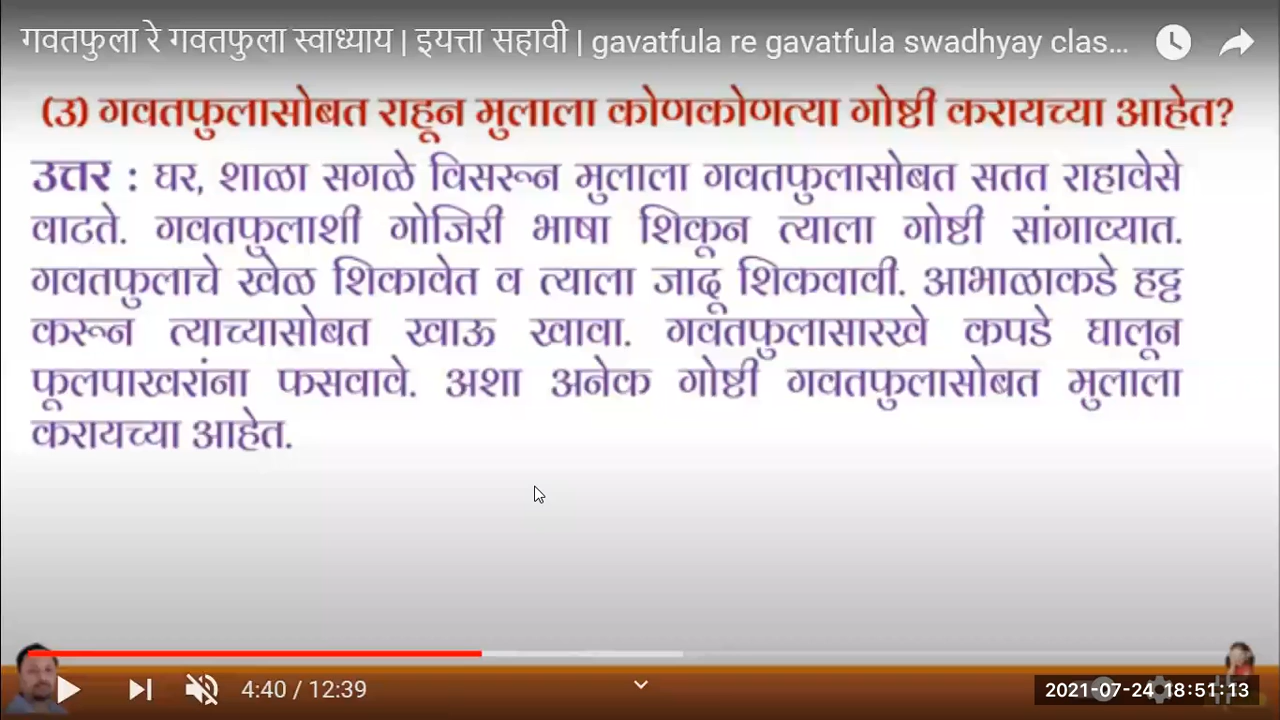 गवतफुला रे गवतफुला स्वाध्याय | इयत्ता सहावी | gavatfula re gavatfula swadhyay clas...
(उ) गवतफुलासोबत राहून मुलाला कोणकोणत्या गोष्टी करायच्या आहेत?
उत्तर : घर, शाळा सगळे विसरून मुलाला गवतफुलासोबत सतत राहावेसे
वाटते. गवतफुलाशी गोजिरी भाषा शिकून त्याला गोष्टी सांगाव्यात.
गवतफुलाचे खेळ शिकावेत व त्याला जादू शिकवावी. आभाळाकडे हट्ट
करून त्याच्यासोबत खाऊ खावा. गवतफुलासारखे कपडे घालून
फूलपाखरांना फसवावे. अशा अनेक गोष्टी गवतफुलासोबत मुलाला
करायच्या आहेत.
4:40 / 12:39
2021-07-24 18:51:13